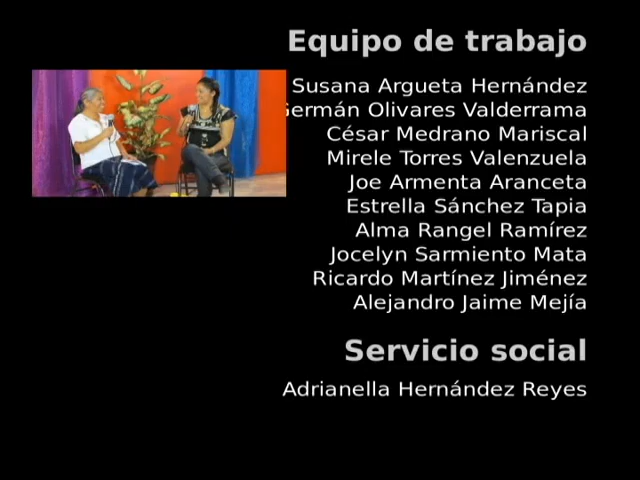 Equipo de trabajo
Susana Argueta Hernández
Germán Olivares Valderrama
César Medrano Mariscal
Mirele Torres Valenzuela
Joe Armenta Aranceta
Estrella Sánchez Tapia
Alma Rangel Ramírez
Jocelyn Sarmiento Mata
Ricardo Martínez Jiménez
Alejandro Jaime Mejía
Servicio social
Adrianella Hernández Reyes